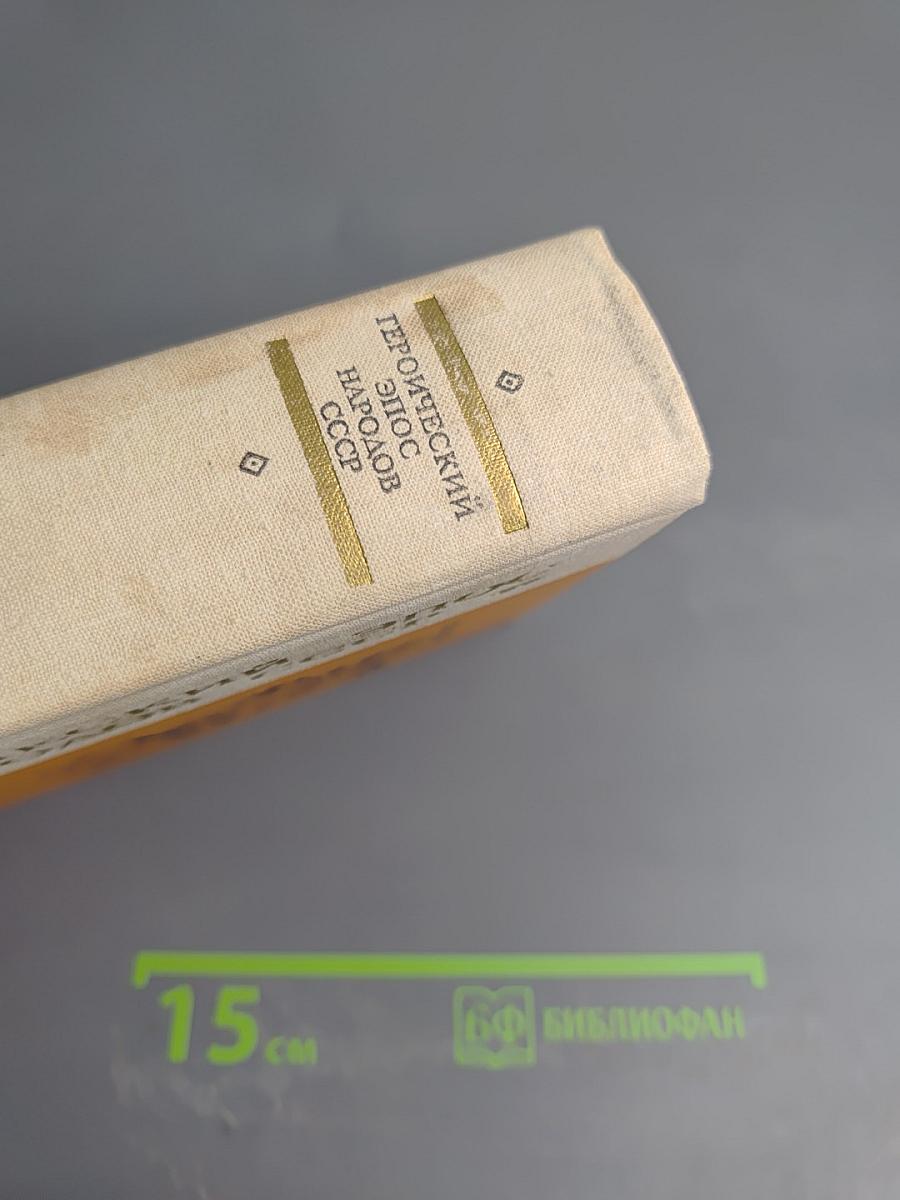 ГЕРОИЧЕСКИЙ
ЭПОС
НАРОДОВ
СССР
15 см
БФ
БИБЛИОФАН